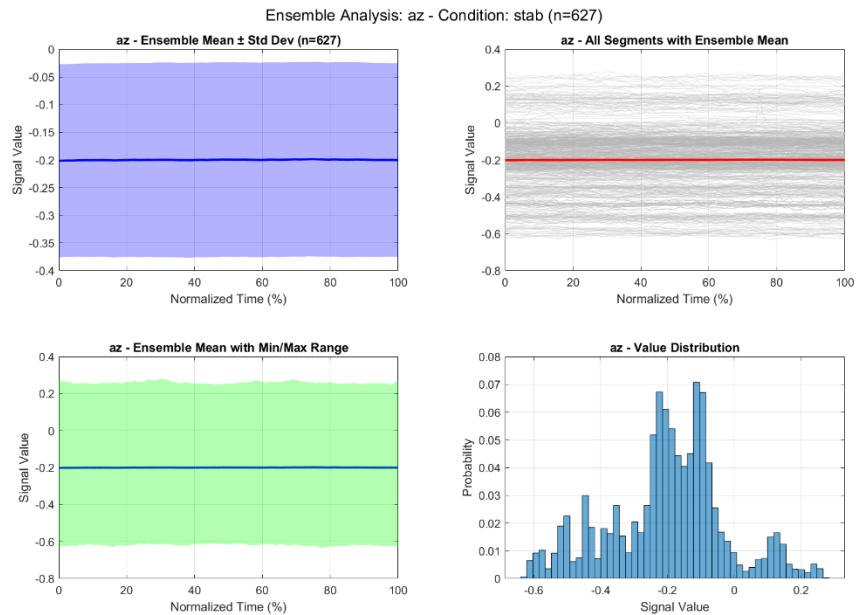 Ensemble Analysis: az - Condition: stab (n=627)
az - Ensemble Mean ± Std Dev (n=627)
Signal Value
0
-0.05
-0.1
-0.15
-0.2
-0.25
-0.3
-0.35
-0.4
0 20 40 60 80 100
Normalized Time (%)
az - All Segments with Ensemble Mean
Signal Value
0.4
0.2
0
-0.2
-0.4
-0.6
-0.8
0 20 40 60 80 100
Normalized Time (%)
az - Ensemble Mean with Min/Max Range
Signal Value
0.4
0.2
0
-0.2
-0.4
-0.6
-0.8
0 20 40 60 80 100
Normalized Time (%)
az - Value Distribution
Probability
0.08
0.07
0.06
0.05
0.04
0.03
0.02
0.01
0
-0.6 -0.4 -0.2 0 0.2
Signal Value